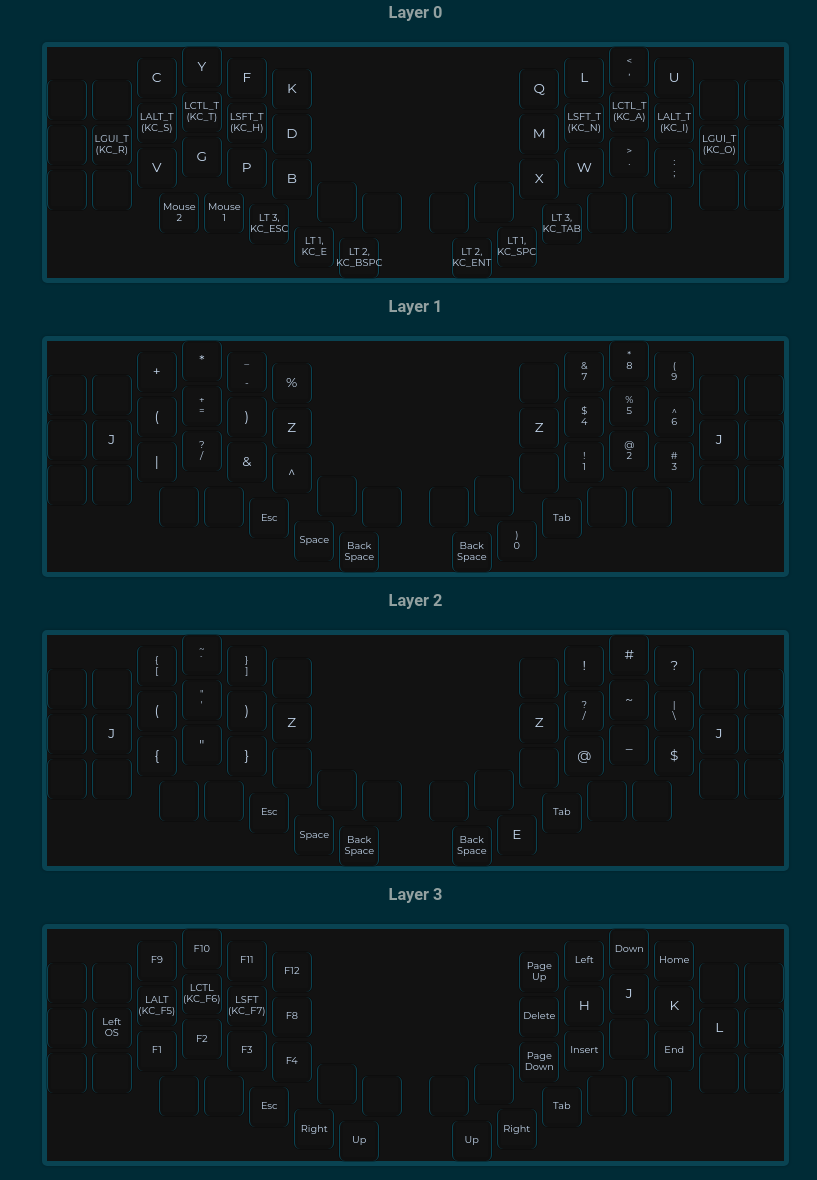 Layer 0
C Y F K Q L < U
,
LALT_T LCTL_T LSFT_T D M LSFT_T LCTL_T LALT_T
(KC_S) (KC_T) (KC_H) (KC_N) (KC_A) (KC_I)
LGUI_T LGUI_T
(KC_R) (KC_O)
V G P B X W > :
. ;
Mouse Mouse LT 3, LT 3,
2 1 KC_ESC KC_TAB
LT 1, LT 2, LT 2, LT 1,
KC_E KC_BSPC KC_ENT KC_SPC
Layer 1
+ * _ % & * (
- 7 8 9
J ( + ) Z Z $ % ^ J
= 4 5 6
| ? & ^ ! @ #
/ 1 2 3
Esc Tab
Space Back Back )
Space Space 0
Layer 2
{ ~ } ! # ?
[ ` ]
J ( " ) Z Z ? ~ | J
' / \
{ " } @ _ $
Esc Tab
Space Back Back E
Space Space
Layer 3
F9 F10 F11 F12 Page Left Down Home
Up
Left LALT LCTL LSFT F8 Delete H J K L
OS (KC_F5) (KC_F6) (KC_F7)
F1 F2 F3 F4 Page Insert End
Down
Esc Tab
Right Up Up Right